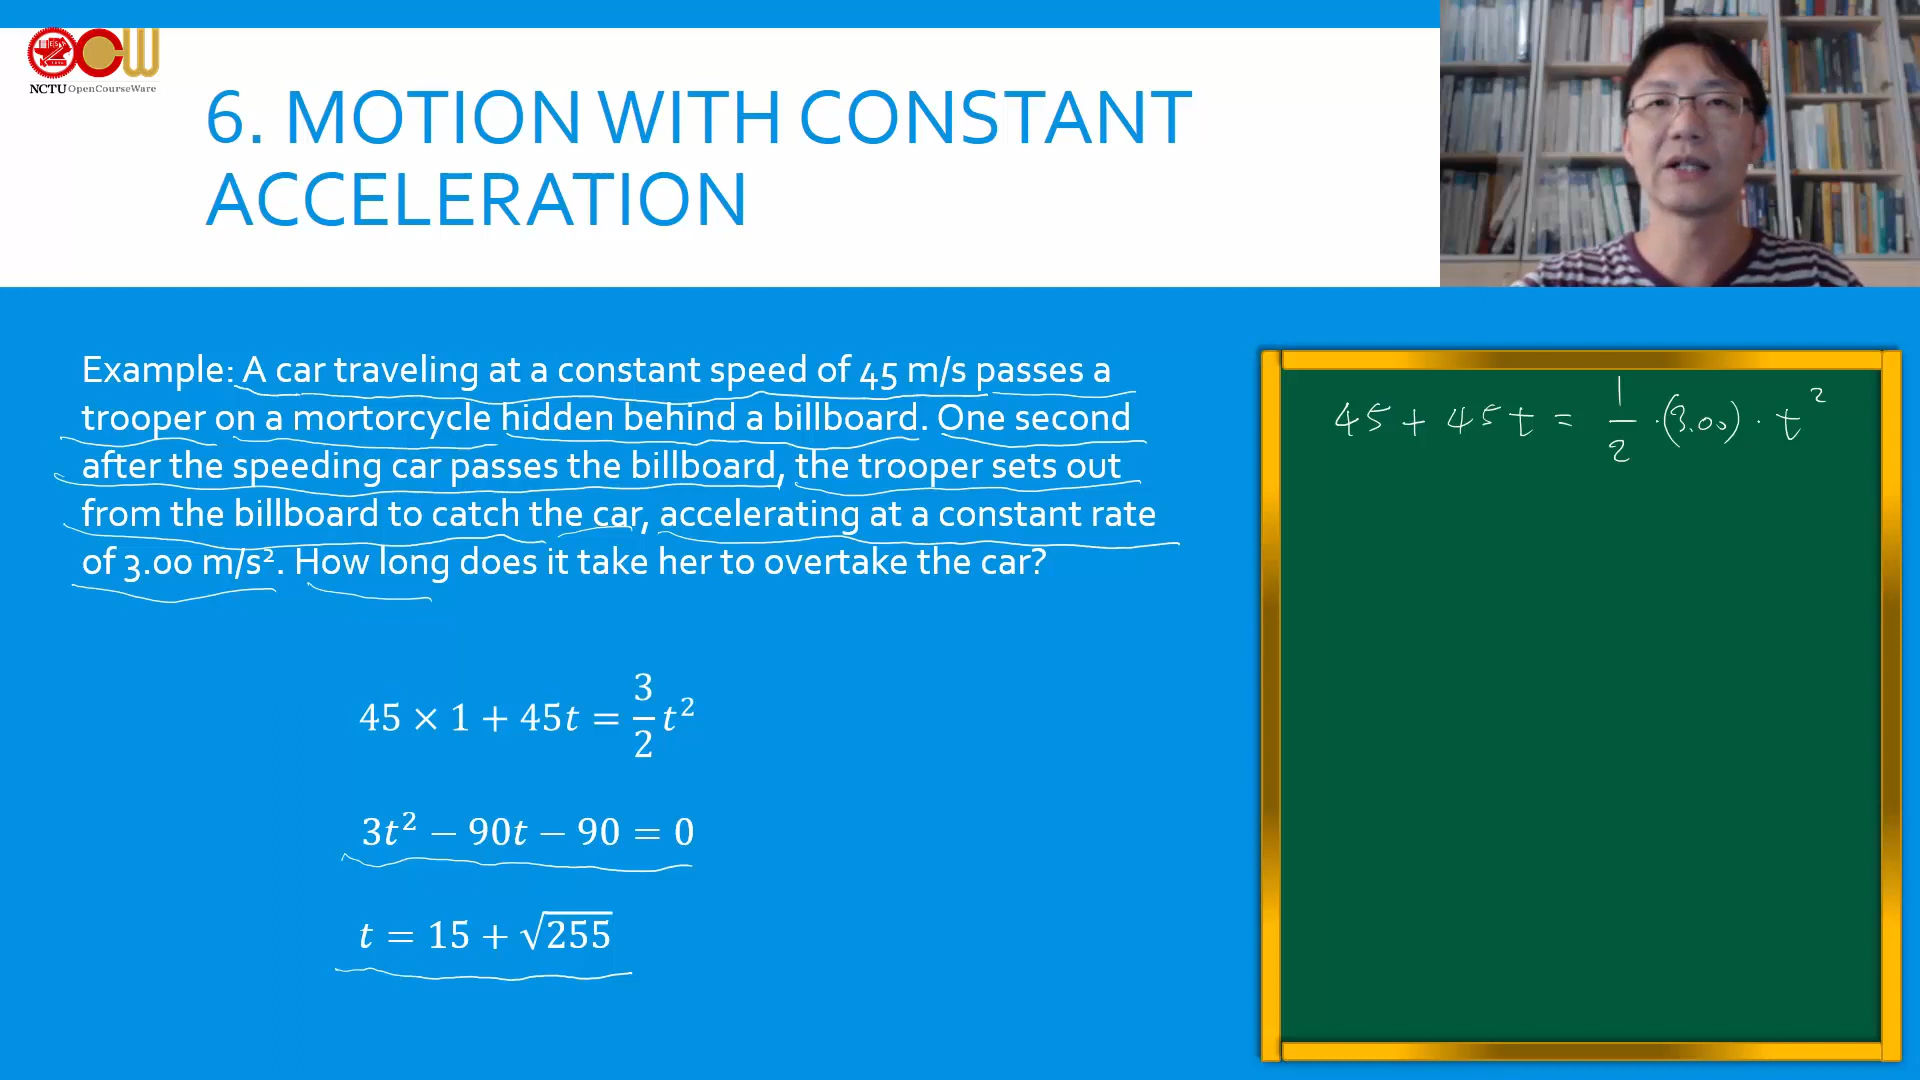 NCTU OpenCourseWare
6. MOTION WITH CONSTANT
ACCELERATION
Example: A car traveling at a constant speed of 45 m/s passes a
trooper on a mortorcycle hidden behind a billboard. One second
after the speeding car passes the billboard, the trooper sets out
from the billboard to catch the car, accelerating at a constant rate
of 3.00 m/s². How long does it take her to overtake the car?
45 × 1 + 45t = 3/2 t²
3t² − 90t − 90 = 0
t = 15 + √255
45 + 45t = 1/2 · (3.00) · t²